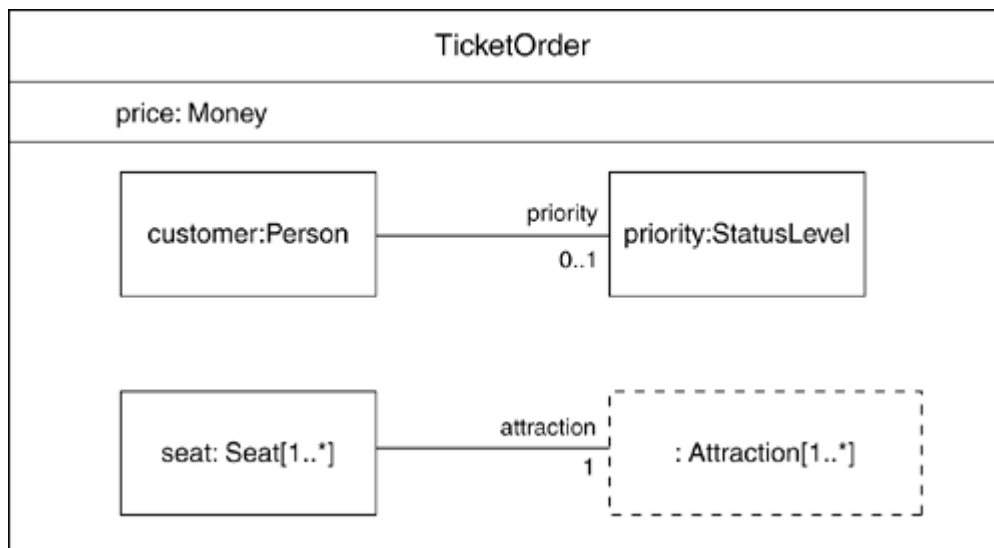 TicketOrder
price: Money
customer:Person
priority
0..1
priority:StatusLevel
seat: Seat[1..*]
attraction
1
: Attraction[1..*]